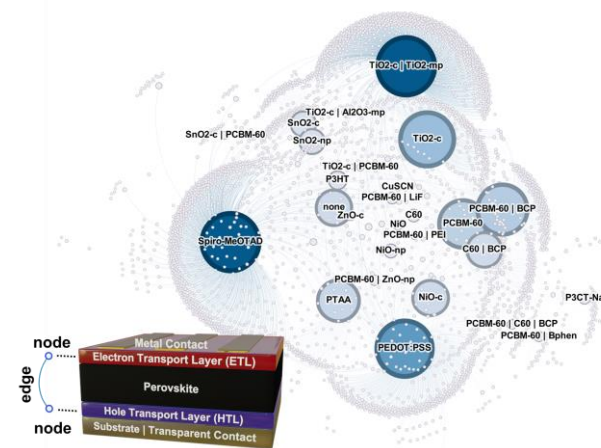 TiO2-c | TiO2-mp
TiO2-c | Al2O3-mp
SnO2-c
SnO2-c | PCBM-60
SnO2-np
TiO2-c
TiO2-c | PCBM-60
P3HT
CuSCN
PCBM-60 | LiF
none
ZnO-c
C60
NiO
PCBM-60
PCBM-60 | BCP
PCBM-60 | PEI
Spiro-MeOTAD
NiO-np
C60 | BCP
PCBM-60 | ZnO-np
PTAA
NiO-c
P3CT-Na
PCBM-60 | C60 | BCP
PCBM-60 | Bphen
PEDOT:PSS
node
edge
node
Metal Contact
Electron Transport Layer (ETL)
Perovskite
Hole Transport Layer (HTL)
Substrate | Transparent Contact